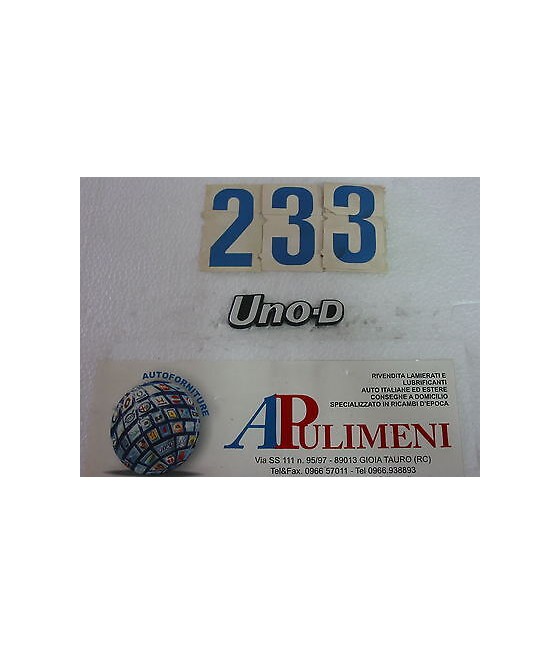 233
UNO-D
AUTOFORNITURE
RIVENDITA LAMIERATI E
LUBRIFICANTI
AUTO ITALIANE ED ESTERE
CONSEGNE A DOMICILIO
SPECIALIZZATO IN RICAMBI D'EPOCA
APULIMENI
Via SS 111 n. 95/97 - 89013 GIOIA TAURO (RC)
Tel&Fax. 0966 57011 - Tel 0966.938893